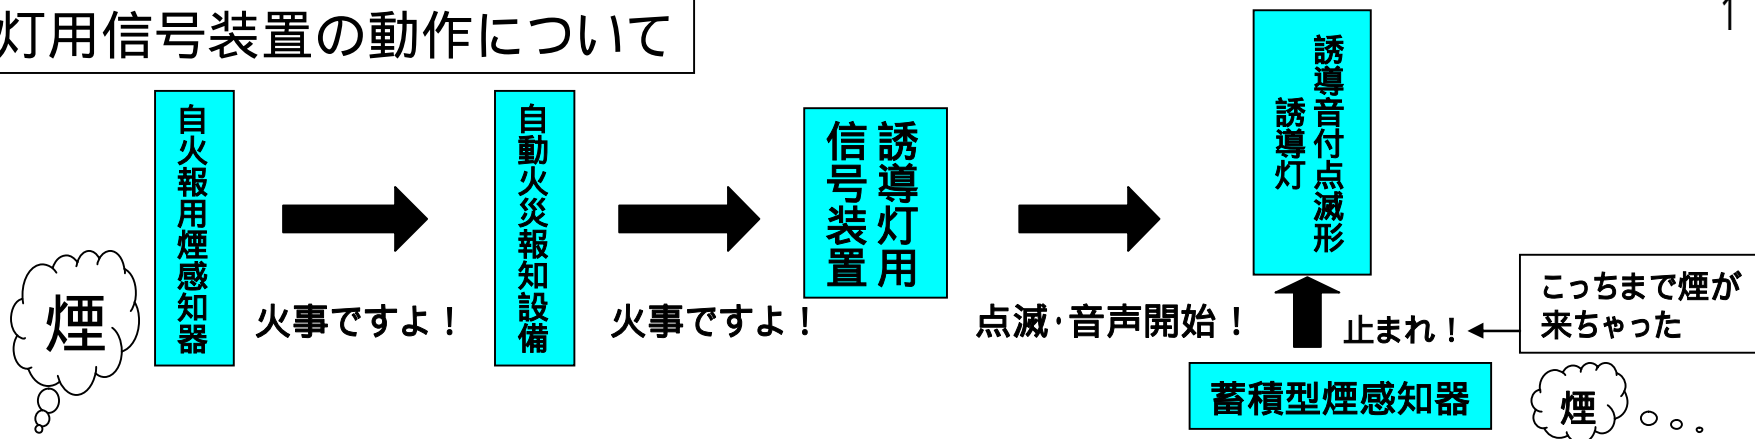 灯用信号装置の動作について
1
煙
自火報用煙感知器
火事ですよ！
自動火災報知設備
火事ですよ！
誘導灯用
信号装置
点滅･音声開始！
誘導音付点滅形
誘導灯
止まれ！
こっちまで煙が
来ちゃった
蓄積型煙感知器
煙